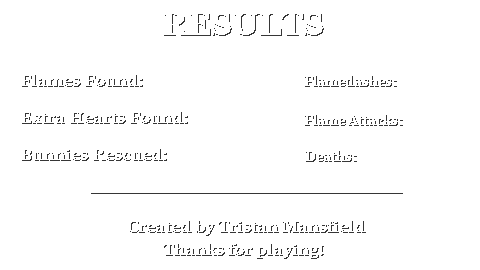 RESULTS
Flames Found:
Flamedashes:
Extra Hearts Found:
Flame Attacks:
Bunnies Rescued:
Deaths:
Created by Tristan Mansfield
Thanks for playing!